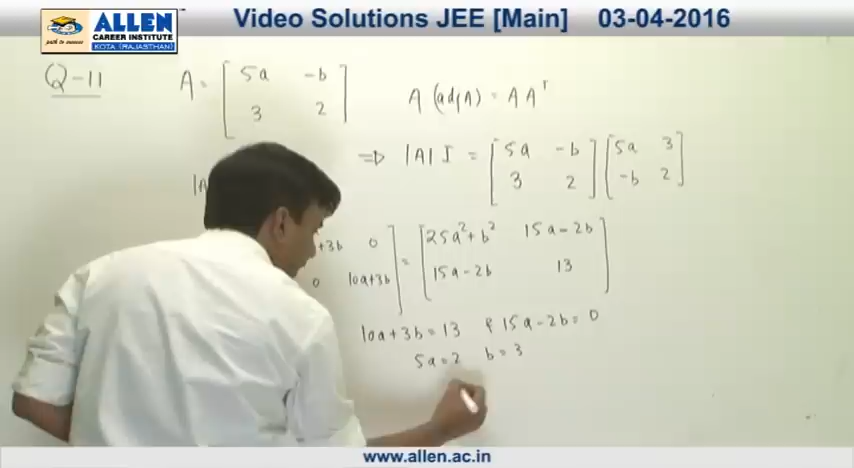 Video Solutions JEE [Main] 03-04-2016
ALLEN
CAREER INSTITUTE
KOTA (RAJASTHAN)
path to success
Q-11
A = [ 5a -b
3 2 ]
A (adjA) = A Aᵀ
|A
⇒ |A| I = [ 5a -b
3 2 ] [ 5a 3
-b 2 ]
+3b 0
0 10a+3b ] = [ 25a²+b² 15a-2b
15a-2b 13 ]
10a+3b = 13 & 15a-2b = 0
5a = 2 b = 3
www.allen.ac.in